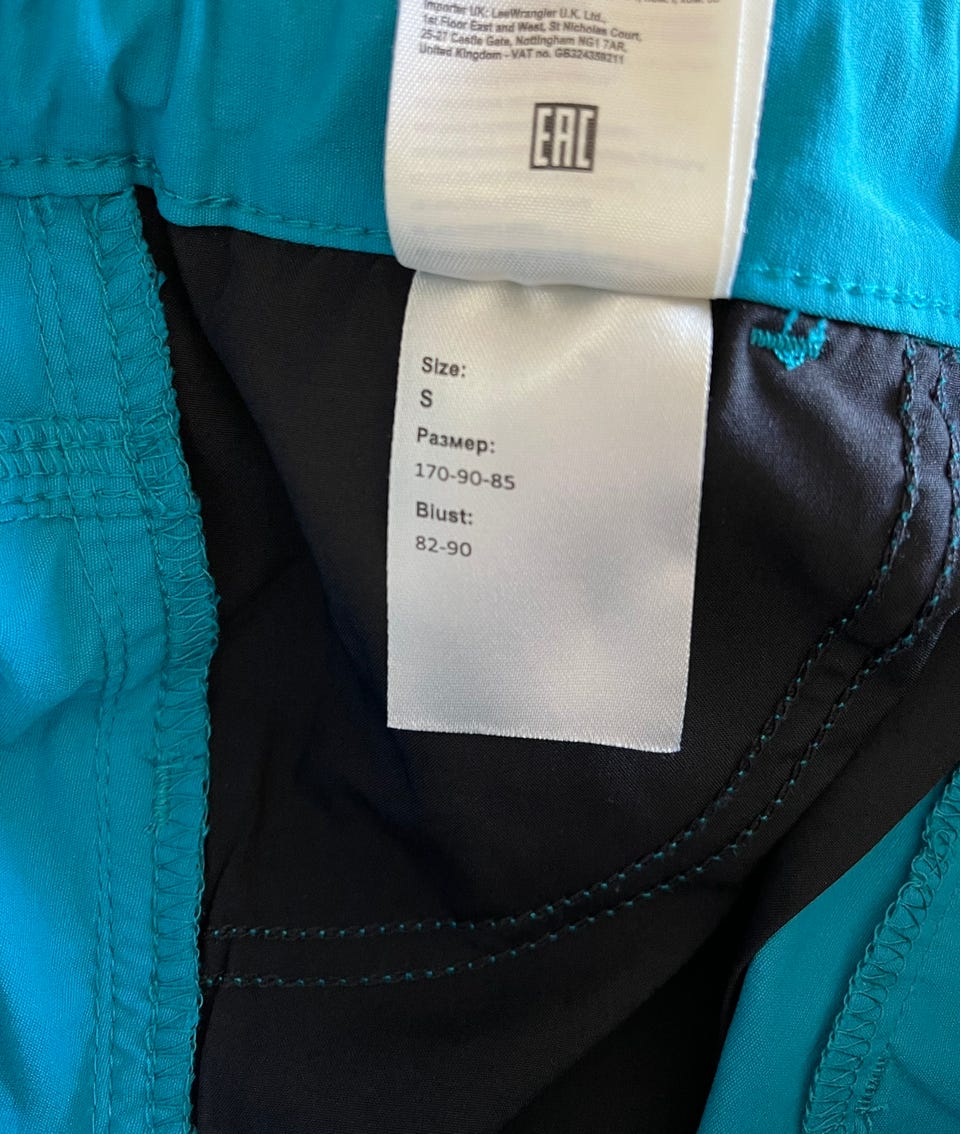 Importer UK: LeeWrangler U.K. Ltd.,
1st Floor East and West, St Nicholas Court,
25-27 Castle Gate, Nottingham NG1 7AR,
United Kingdom - VAT no. GB324359211
EAC
Size:
S
Размер:
170-90-85
Biust:
82-90